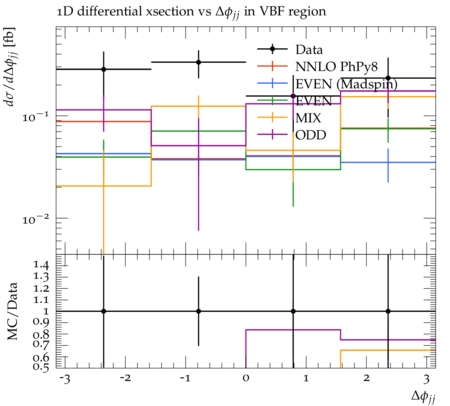 1D differential xsection vs Δϕjj in VBF region
dσ/dΔϕjj [fb]
10⁻¹
10⁻²
Data
NNLO PhPy8
EVEN (Madspin)
EVEN
MIX
ODD
MC/Data
1.4
1.3
1.2
1.1
1
0.9
0.8
0.7
0.6
0.5
-3 -2 -1 0 1 2 3
Δϕjj